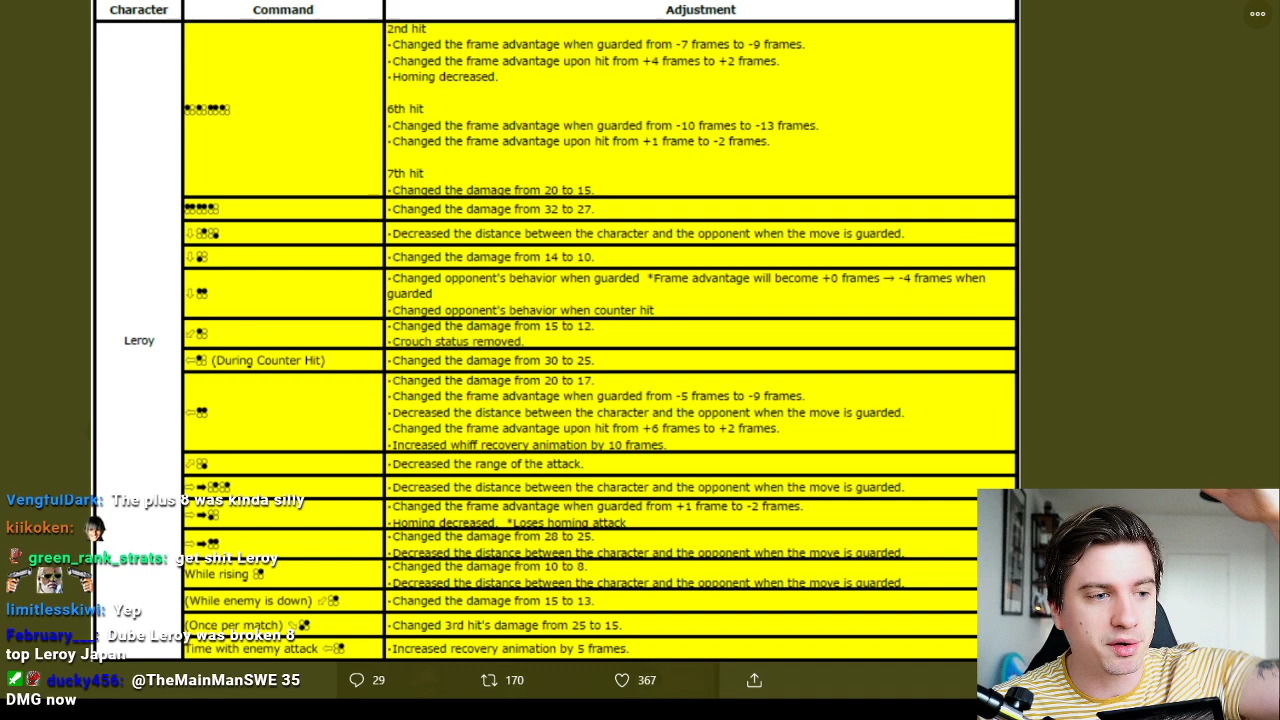 Character Command Adjustment
2nd hit
・Changed the frame advantage when guarded from -7 frames to -9 frames.
・Changed the frame advantage upon hit from +4 frames to +2 frames.
・Homing decreased.
6th hit
・Changed the frame advantage when guarded from -10 frames to -13 frames.
・Changed the frame advantage upon hit from +1 frame to -2 frames.
7th hit
・Changed the damage from 20 to 15.
・Changed the damage from 32 to 27.
⇩ ・Decreased the distance between the character and the opponent when the move is guarded.
⇩ ・Changed the damage from 14 to 10.
⇩ ・Changed opponent's behavior when guarded *Frame advantage will become +0 frames → -4 frames when
guarded
・Changed opponent's behavior when counter hit
Leroy
・Changed the damage from 15 to 12.
・Crouch status removed.
⇦ (During Counter Hit) ・Changed the damage from 30 to 25.
⇦ ・Changed the damage from 20 to 17.
・Changed the frame advantage when guarded from -5 frames to -9 frames.
・Decreased the distance between the character and the opponent when the move is guarded.
・Changed the frame advantage upon hit from +6 frames to +2 frames.
・Increased whiff recovery animation by 10 frames.
・Decreased the range of the attack.
⇨ ➡ ・Decreased the distance between the character and the opponent when the move is guarded.
⇨ ➡ ・Changed the frame advantage from +1 frame to -2 frames.
・Homing decreased. *Loses homing attack
⇨ ➡ ・Changed the damage from 28 to 25.
・Decreased the distance between the character and the opponent when the move is guarded.
While rising ・Changed the damage from 10 to 8.
・Decreased the distance between the character and the opponent when the move is guarded.
(While enemy is down) ・Changed the damage from 15 to 13.
(Once per match) ・Changed 3rd hit's damage from 25 to 15.
Time with enemy attack ⇦ ・Increased recovery animation by 5 frames.
VengfulDark: The plus 8 was kinda silly
kiikoken:
green_rank_strats: get shit Leroy
limitlesskiwi: Yep
February___: Dube Leroy was broken 8
top Leroy Japan
ducky456: @TheMainManSWE 35
DMG now
29 170 367